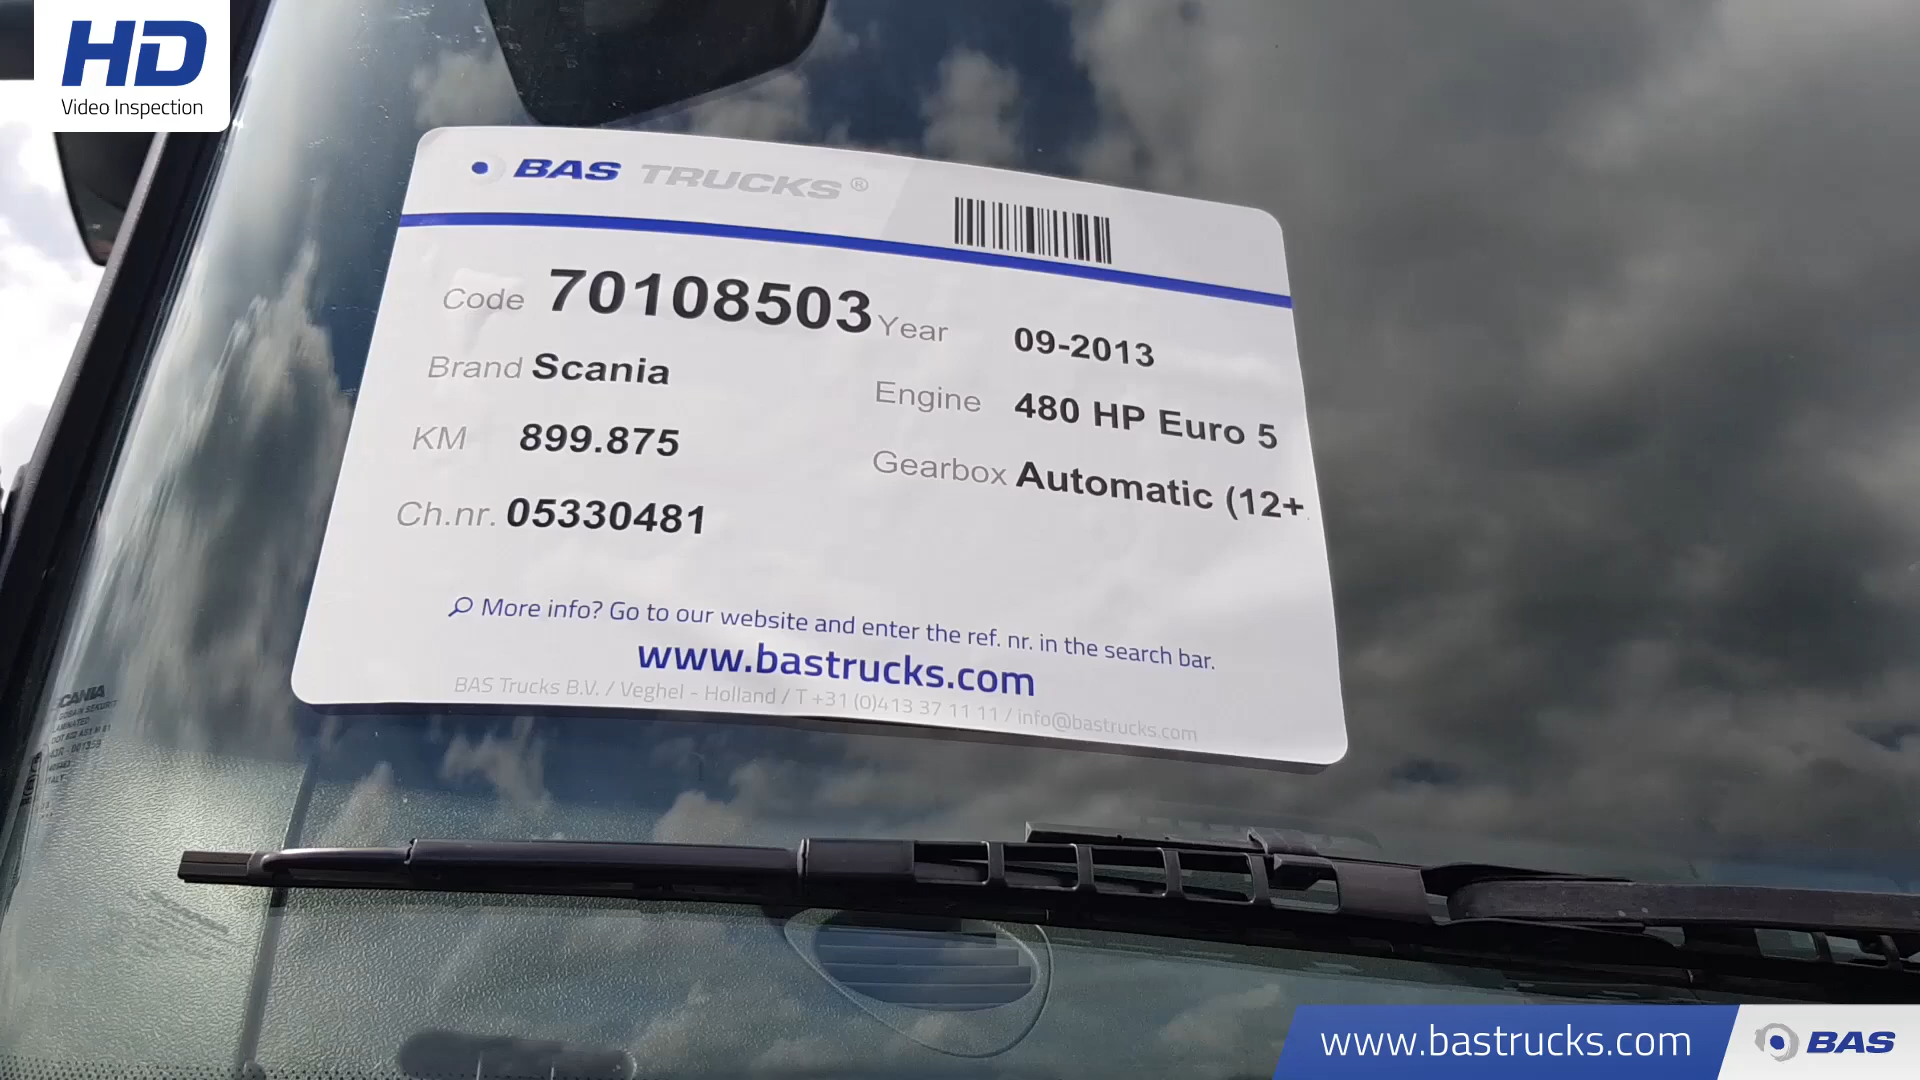 HD
Video Inspection
BAS TRUCKS®
Code 70108503
Year 09-2013
Brand Scania
Engine 480 HP Euro 5
KM 899.875
Gearbox Automatic (12+
Ch.nr. 05330481
More info? Go to our website and enter the ref. nr. in the search bar.
www.bastrucks.com
BAS Trucks B.V. / Veghel - Holland / T +31 (0)413 37 11 11 / info@bastrucks.com
SCANIA
LAMINATED
www.bastrucks.com
BAS